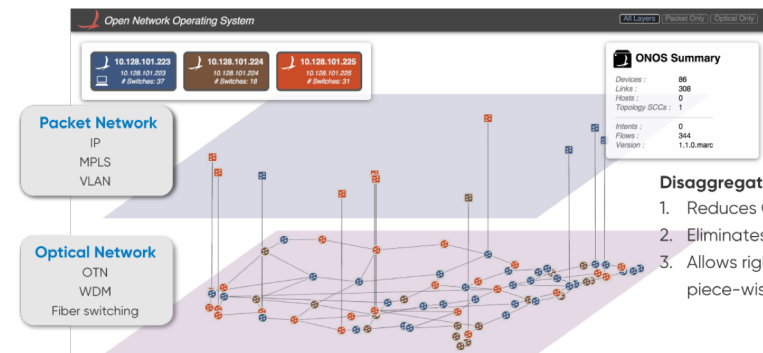 Open Network Operating System
All Layers Packet Only Optical Only
10.128.101.223
10.128.101.223
# Switches: 37
10.128.101.224
10.128.101.224
# Switches: 18
10.128.101.225
10.128.101.225
# Switches: 31
ONOS Summary
Devices : 86
Links : 308
Hosts : 0
Topology SCCs : 1
Intents : 0
Flows : 344
Version : 1.1.0.marc
Packet Network
IP
MPLS
VLAN
Optical Network
OTN
WDM
Fiber switching
Disaggregat
1. Reduces
2. Eliminates
3. Allows righ
piece-wis